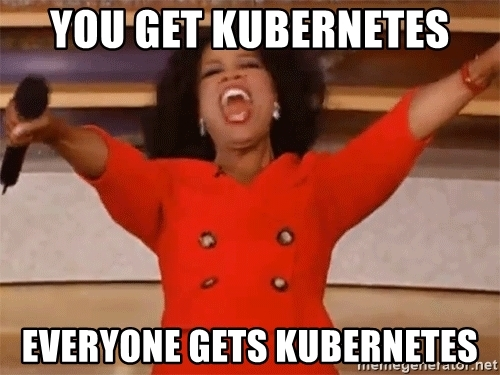 YOU GET KUBERNETES
EVERYONE GETS KUBERNETES
memegenerator.net